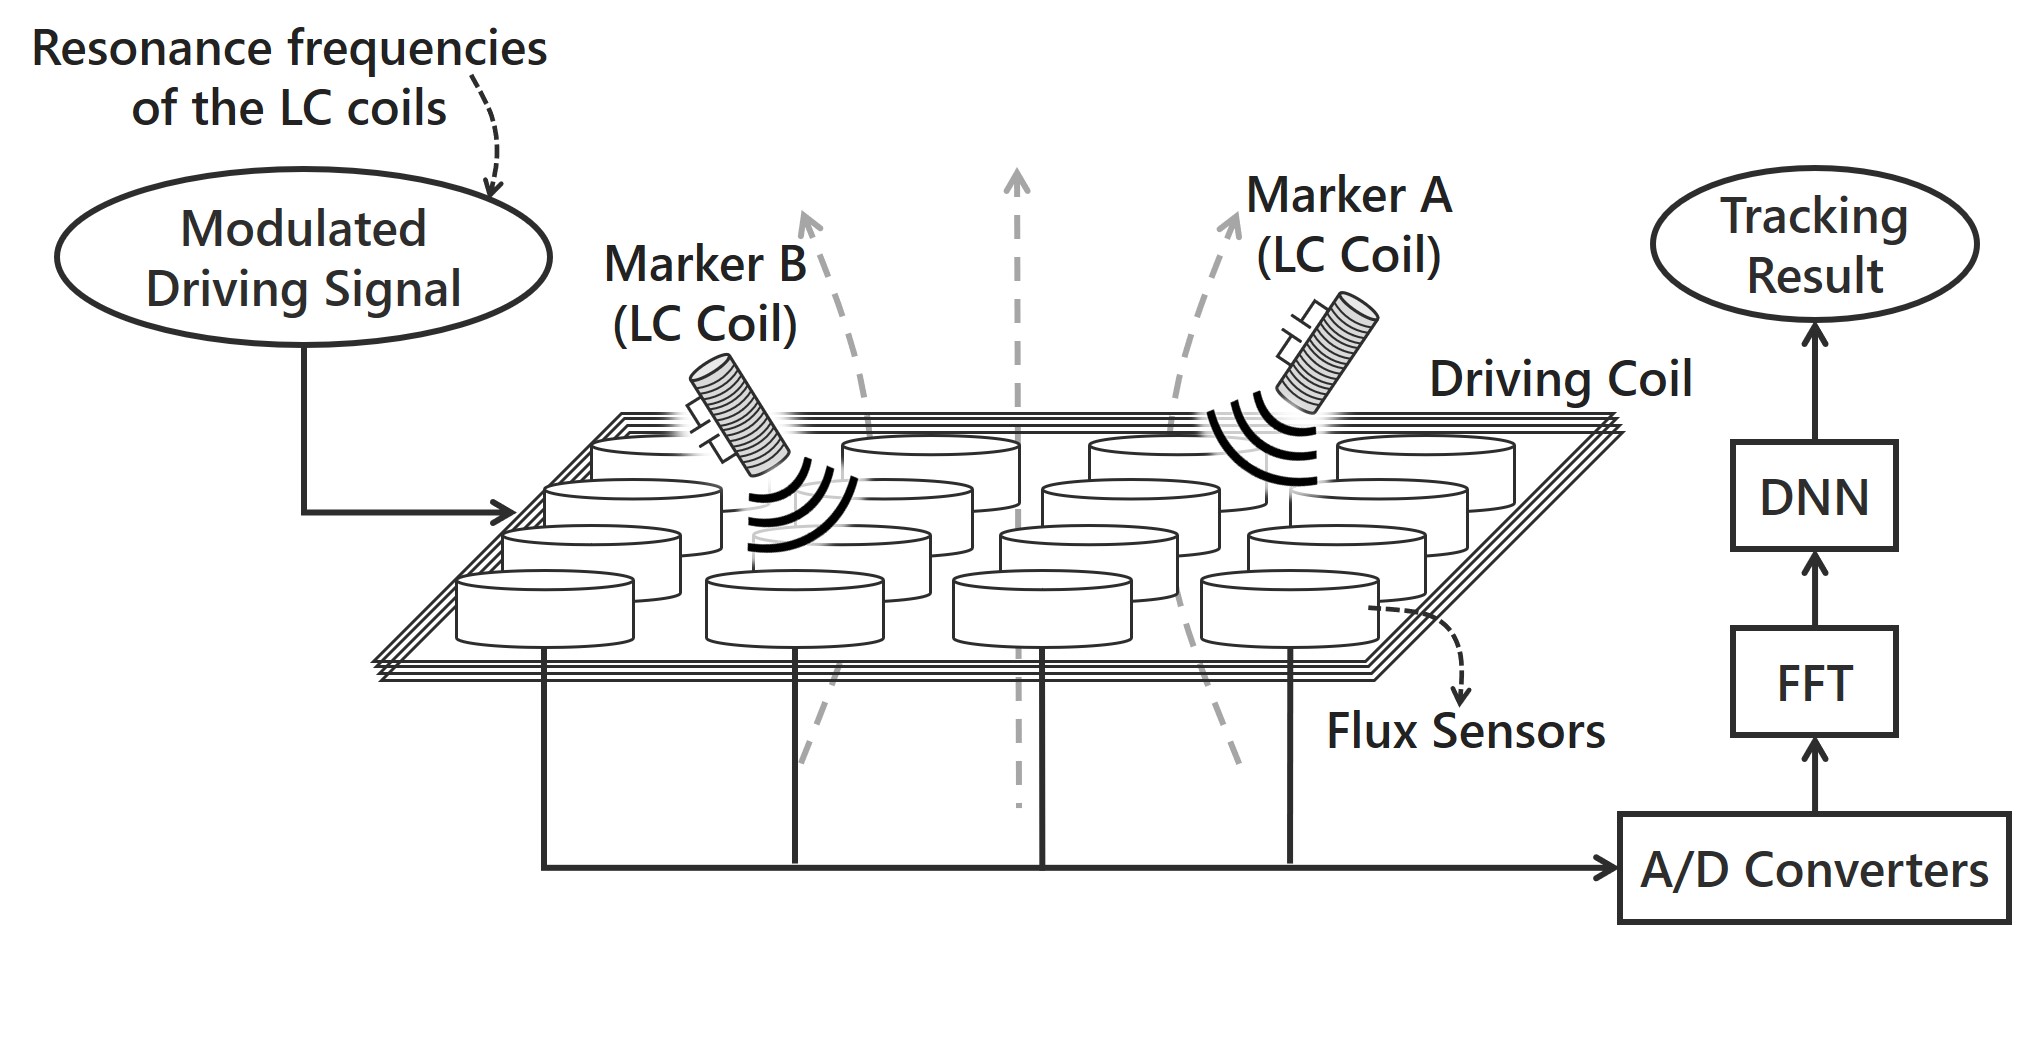 Resonance frequencies
of the LC coils
Modulated
Driving Signal
Marker B
(LC Coil)
Marker A
(LC Coil)
Driving Coil
Tracking
Result
DNN
FFT
Flux Sensors
A/D Converters